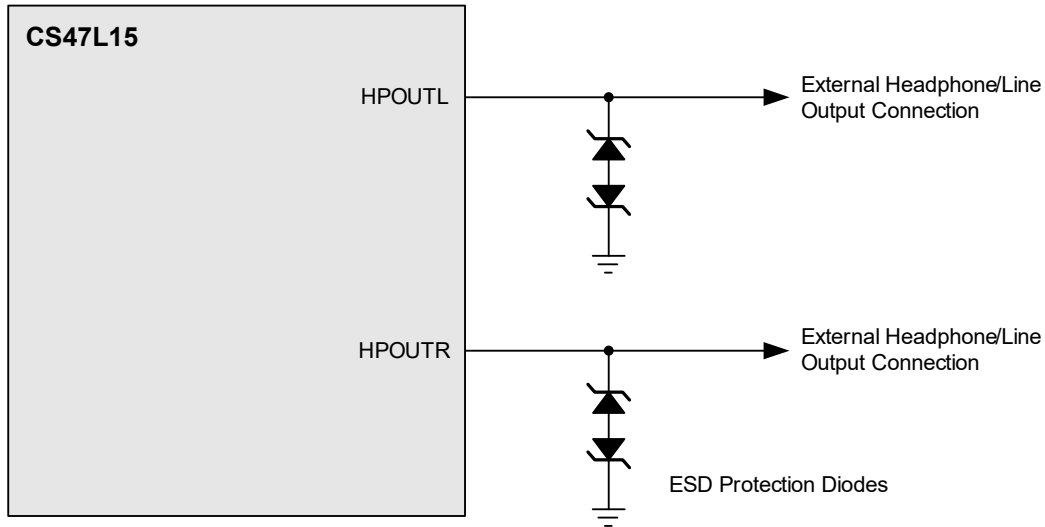 CS47L15
HPOUTL
External Headphone/Line
Output Connection
HPOUTR
External Headphone/Line
Output Connection
ESD Protection Diodes